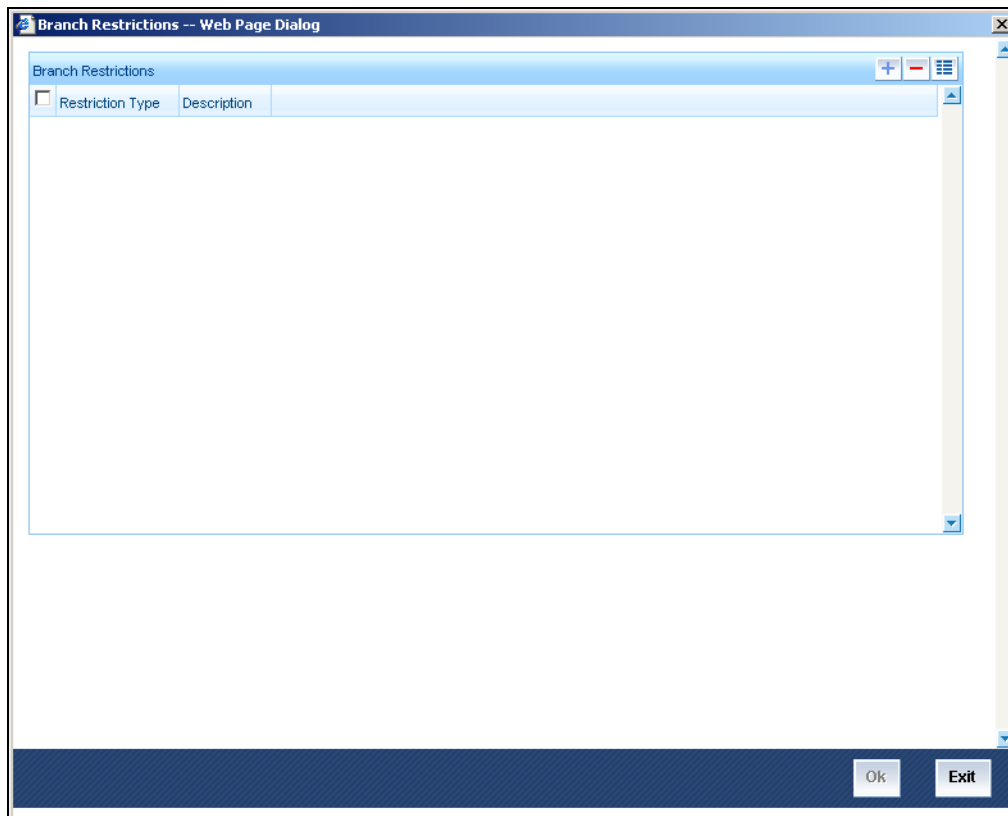 Branch Restrictions -- Web Page Dialog
Branch Restrictions
Restriction Type Description
Ok Exit